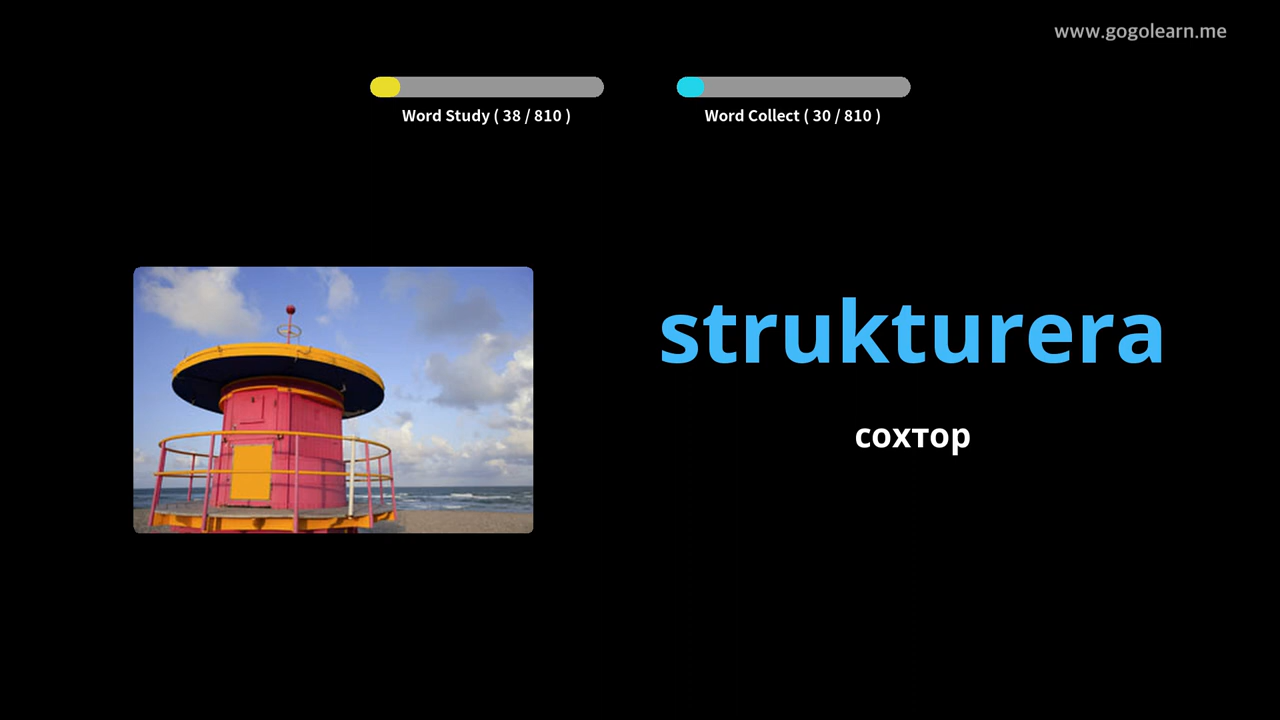 www.gogolearn.me
Word Study ( 38 / 810 )
Word Collect ( 30 / 810 )
strukturera
сохтор